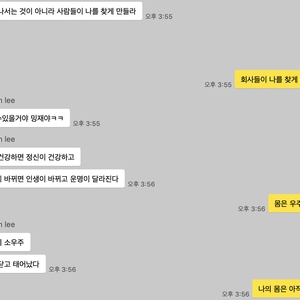 나서는 것이 아니라 사람들이 나를 찾게 만들라
오후 3:55
회사들이 나를 찾게
오후 3:55
lee
있을거야 밍재야ㅋㅋ
오후 3:55
lee
건강하면 정신이 건강하고
바뀌면 인생이 바뀌고 운명이 달라진다
오후 3:56
몸은 우주
오후 3:56
lee
소우주
닫고 태어났다
오후 3:56
나의 몸은 아직
오후 3:56